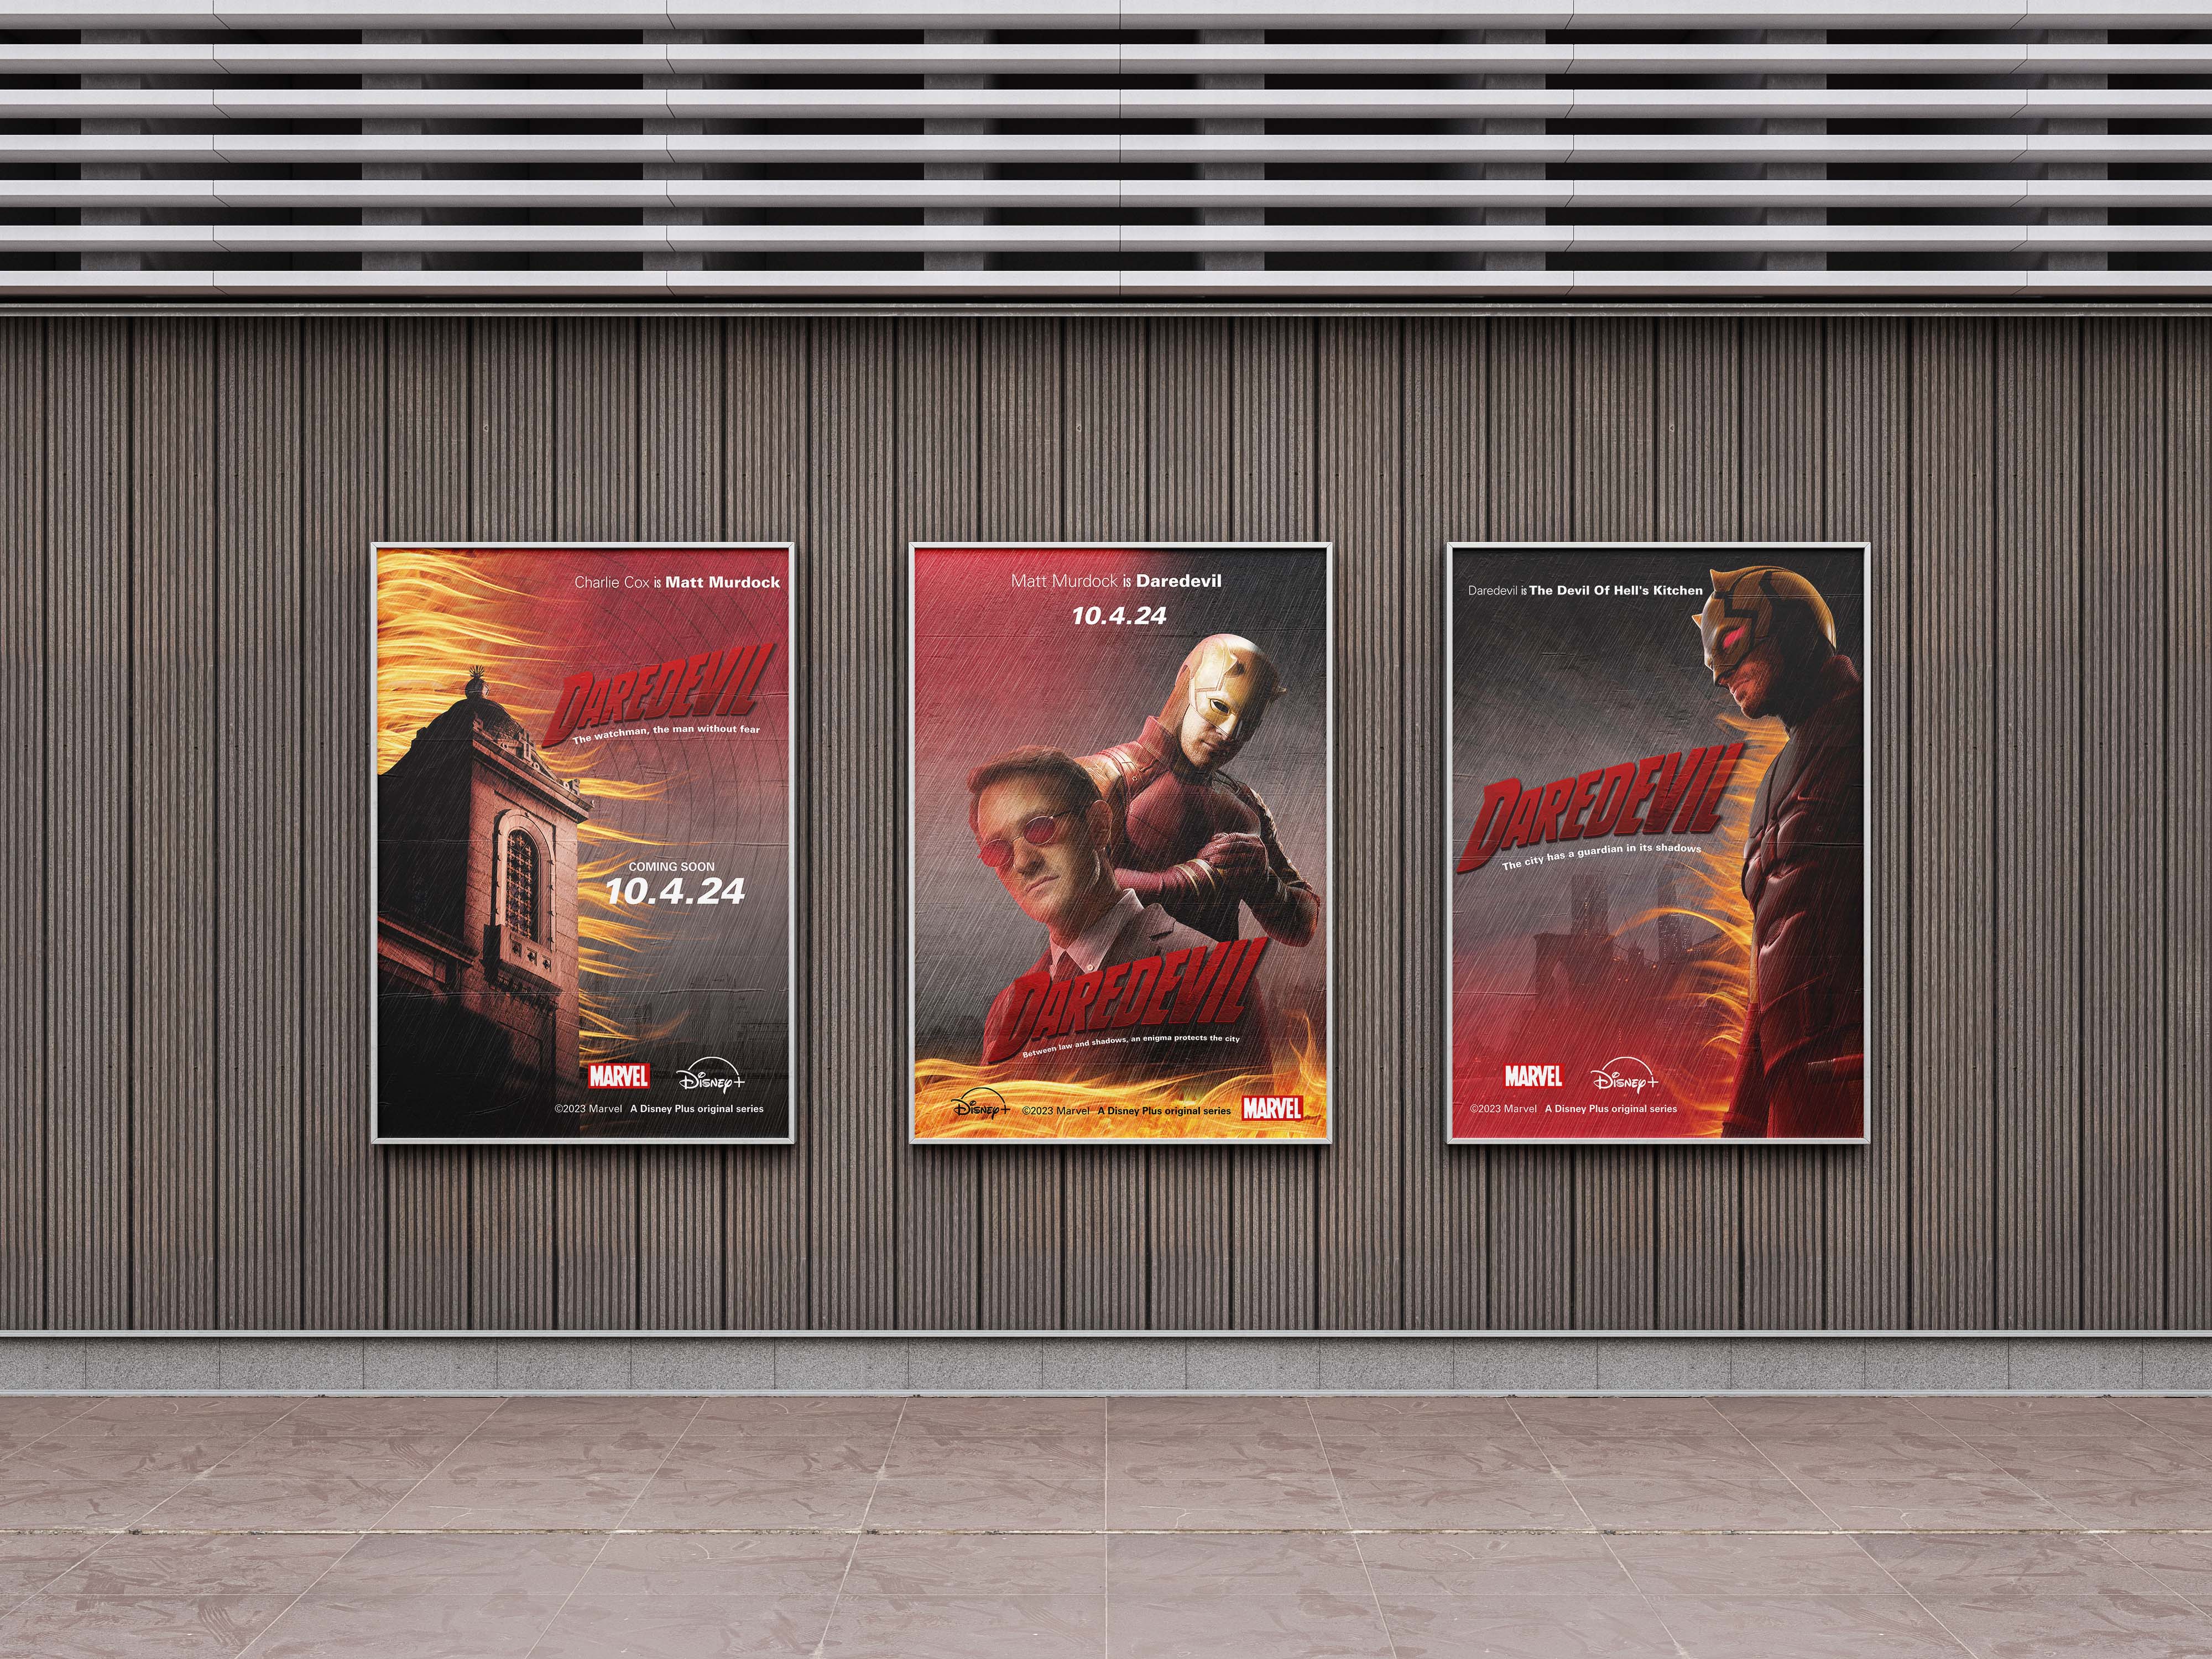 Charlie Cox is Matt Murdock
DAREDEVIL
The watchman, the man without fear
COMING SOON
10.4.24
MARVEL
Disney+
©2023 Marvel A Disney Plus original series
Matt Murdock is Daredevil
10.4.24
DAREDEVIL
Between law and shadows, an enigma protects the city
Disney+
©2023 Marvel A Disney Plus original series
MARVEL
Daredevil is The Devil Of Hell's Kitchen
DAREDEVIL
The city has a guardian in its shadows
MARVEL
Disney+
©2023 Marvel A Disney Plus original series